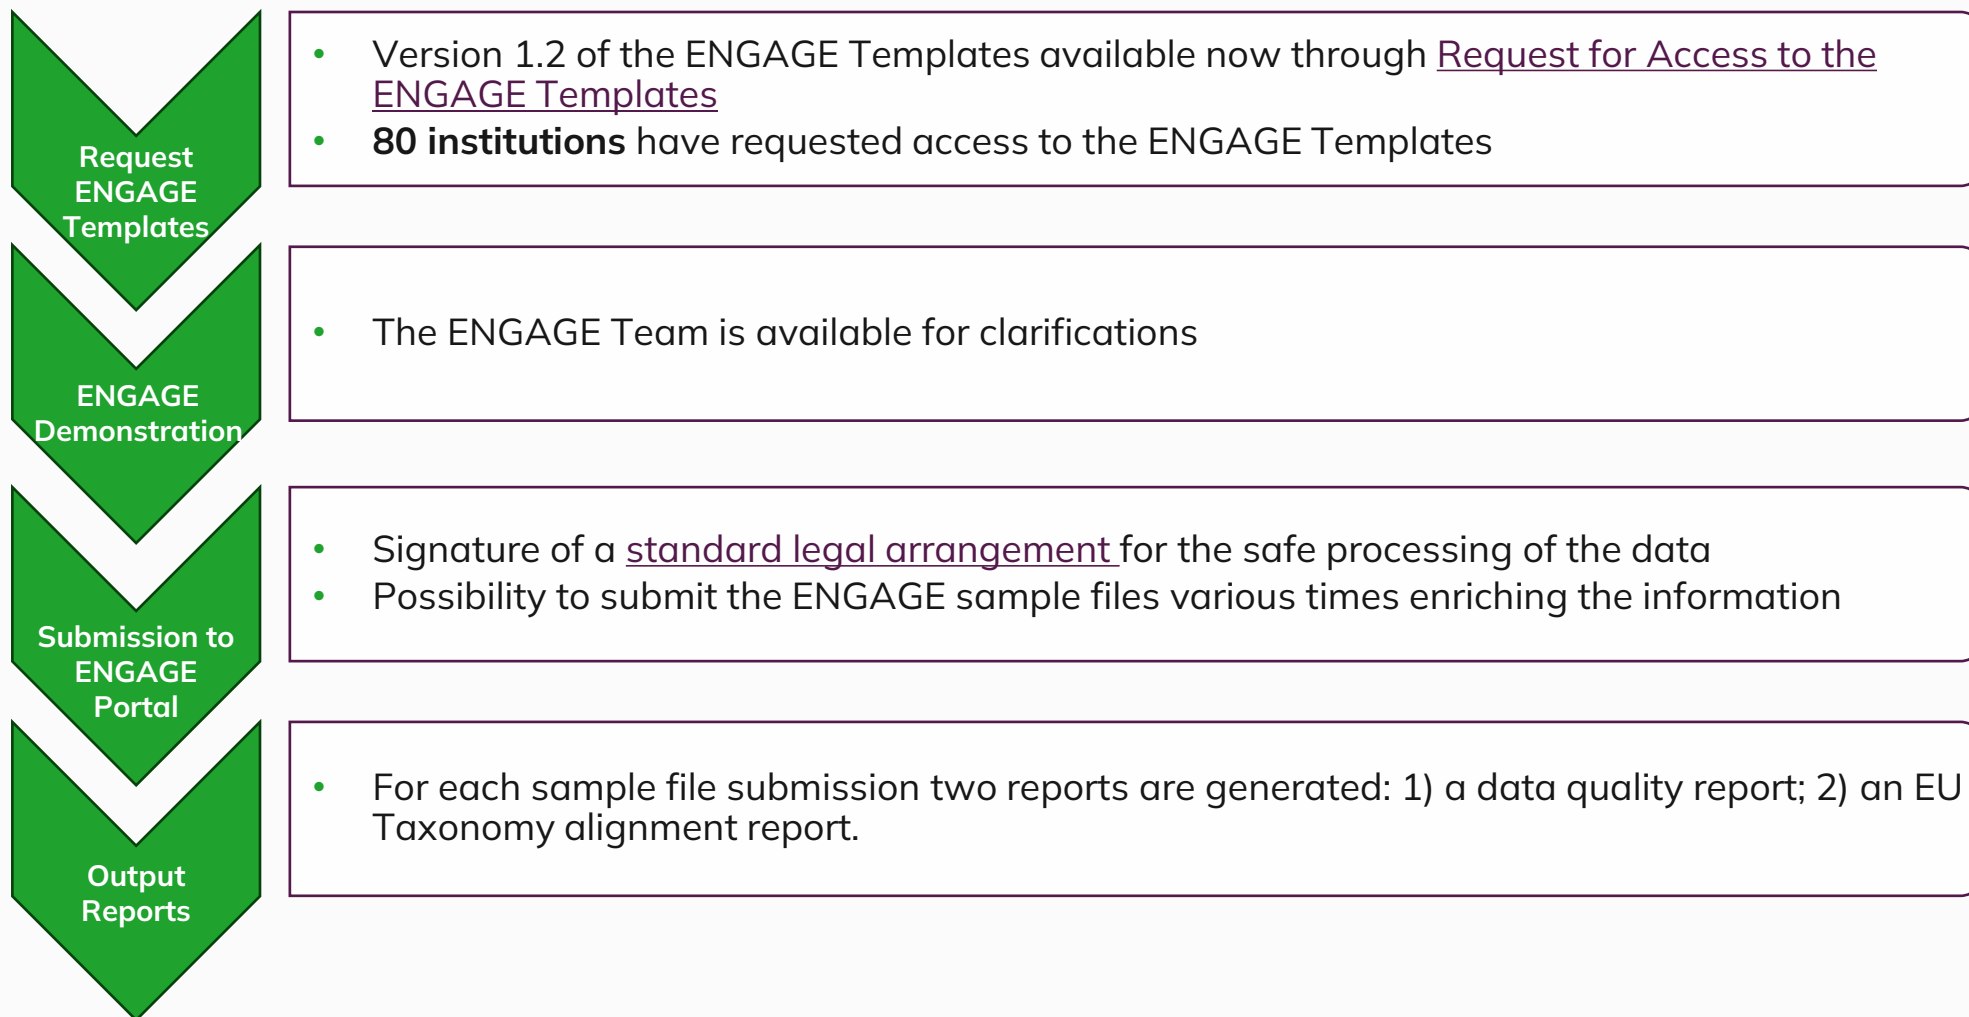 Request
ENGAGE
Templates
• Version 1.2 of the ENGAGE Templates available now through Request for Access to the
ENGAGE Templates
• 80 institutions have requested access to the ENGAGE Templates
ENGAGE
Demonstration
• The ENGAGE Team is available for clarifications
Submission to
ENGAGE
Portal
• Signature of a standard legal arrangement for the safe processing of the data
• Possibility to submit the ENGAGE sample files various times enriching the information
Output
Reports
• For each sample file submission two reports are generated: 1) a data quality report; 2) an EU
Taxonomy alignment report.